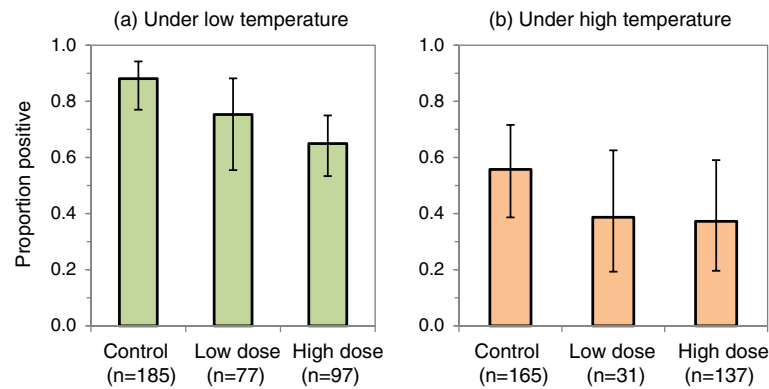 (a) Under low temperature
(b) Under high temperature
Proportion positive
1.0
0.8
0.6
0.4
0.2
0.0
Control
(n=185)
Low dose
(n=77)
High dose
(n=97)
1.0
0.8
0.6
0.4
0.2
0.0
Control
(n=165)
Low dose
(n=31)
High dose
(n=137)